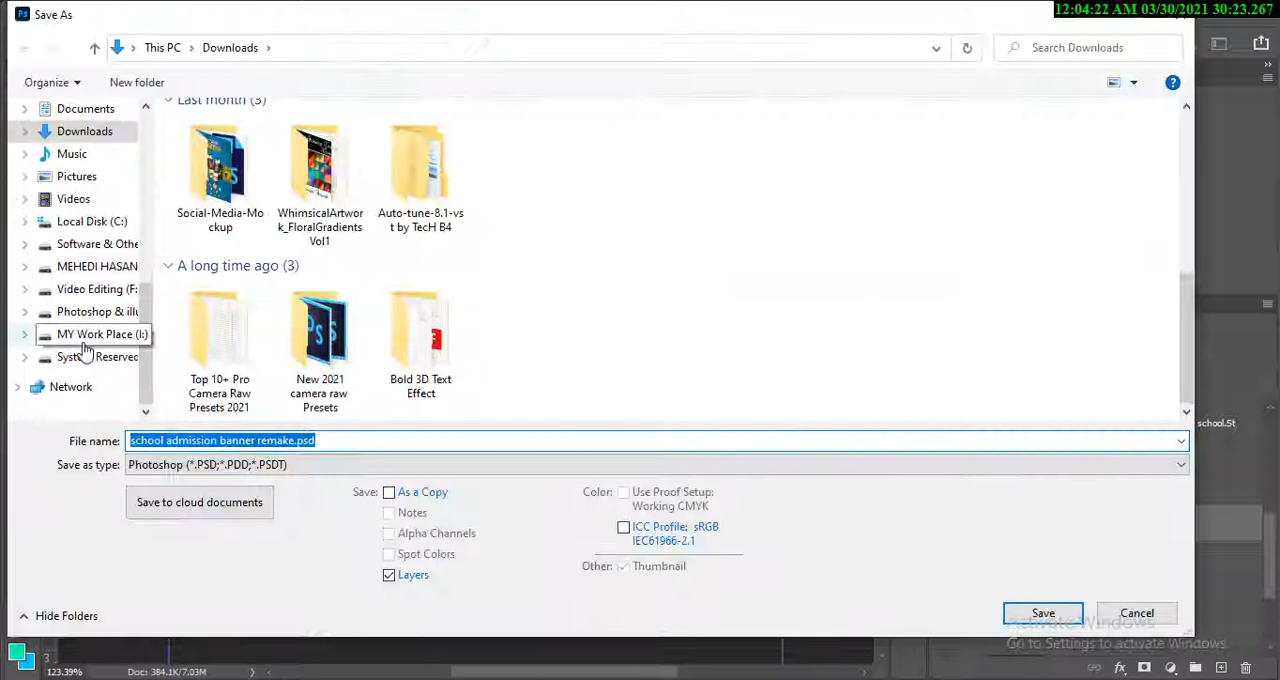 12:04:22 AM 03/30/2021 30:23.267
Save As
This PC > Downloads >
Search Downloads
Organize
New folder
Documents
Downloads
Music
Pictures
Videos
Local Disk (C:)
Software & Othe
MEHEDI HASAN
Video Editing (F:
Photoshop & illu
MY Work Place (I:)
Reserved
Network
Last month (3)
Social-Media-Mo
ckup
WhimsicalArtwor
k_FloralGradients
Vol1
Auto-tune-8.1-vs
t by TecH B4
A long time ago (3)
Top 10+ Pro
Camera Raw
Presets 2021
New 2021
camera raw
Presets
Bold 3D Text
Effect
File name: school admission banner remake.psd
Save as type: Photoshop (*.PSD;*.PDD;*.PSDT)
Save to cloud documents
Save: As a Copy
Notes
Alpha Channels
Spot Colors
Layers
Color: Use Proof Setup:
Working CMYK
ICC Profile: sRGB
IEC61966-2.1
Other: Thumbnail
Hide Folders
Save
Cancel
Activate Windows
Go to Settings to activate Windows.
school.St
3
123.39% Doc: 384.1K/7.03M